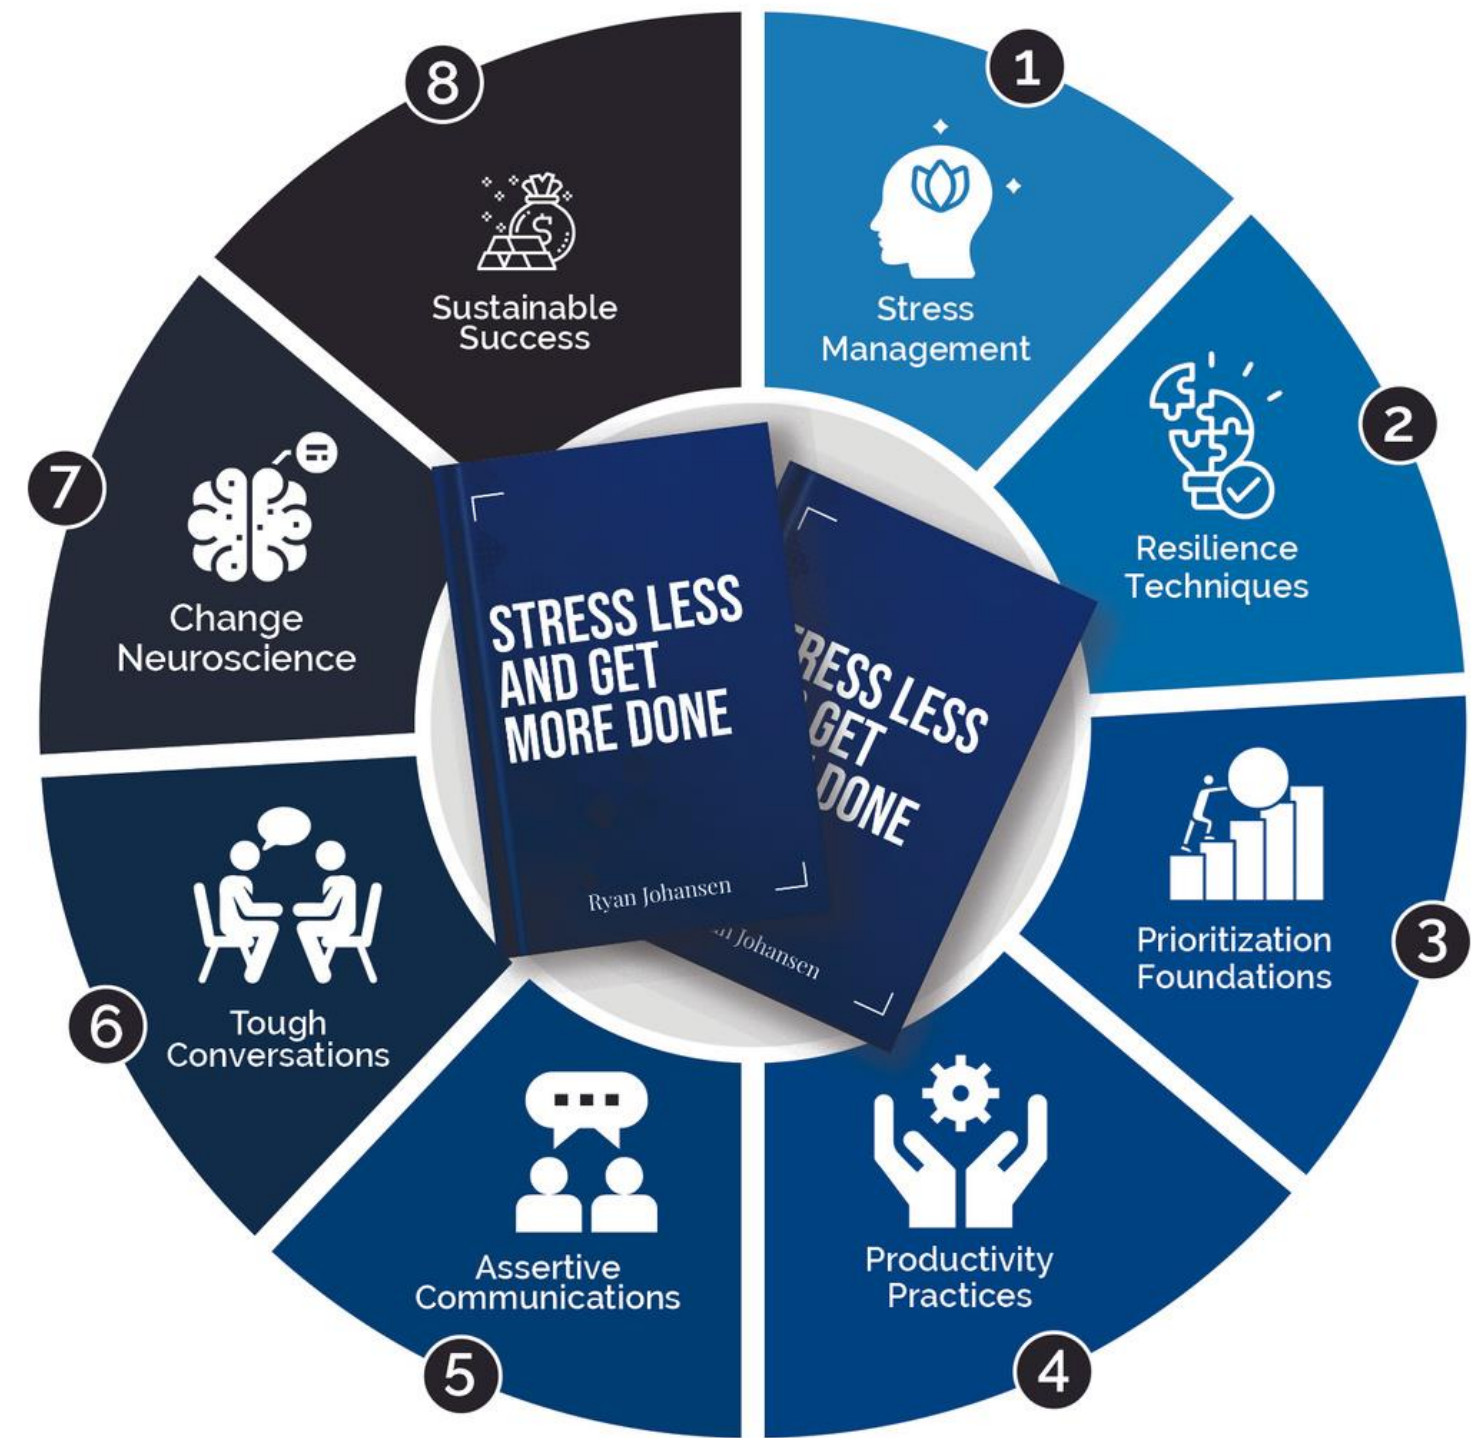 1
Stress
Management
2
Resilience
Techniques
3
Prioritization
Foundations
4
Productivity
Practices
5
Assertive
Communications
6
Tough
Conversations
7
Change
Neuroscience
8
Sustainable
Success
$
STRESS LESS
AND GET
MORE DONE
Ryan Johansen
RESS LESS
GET
DONE
Johansen